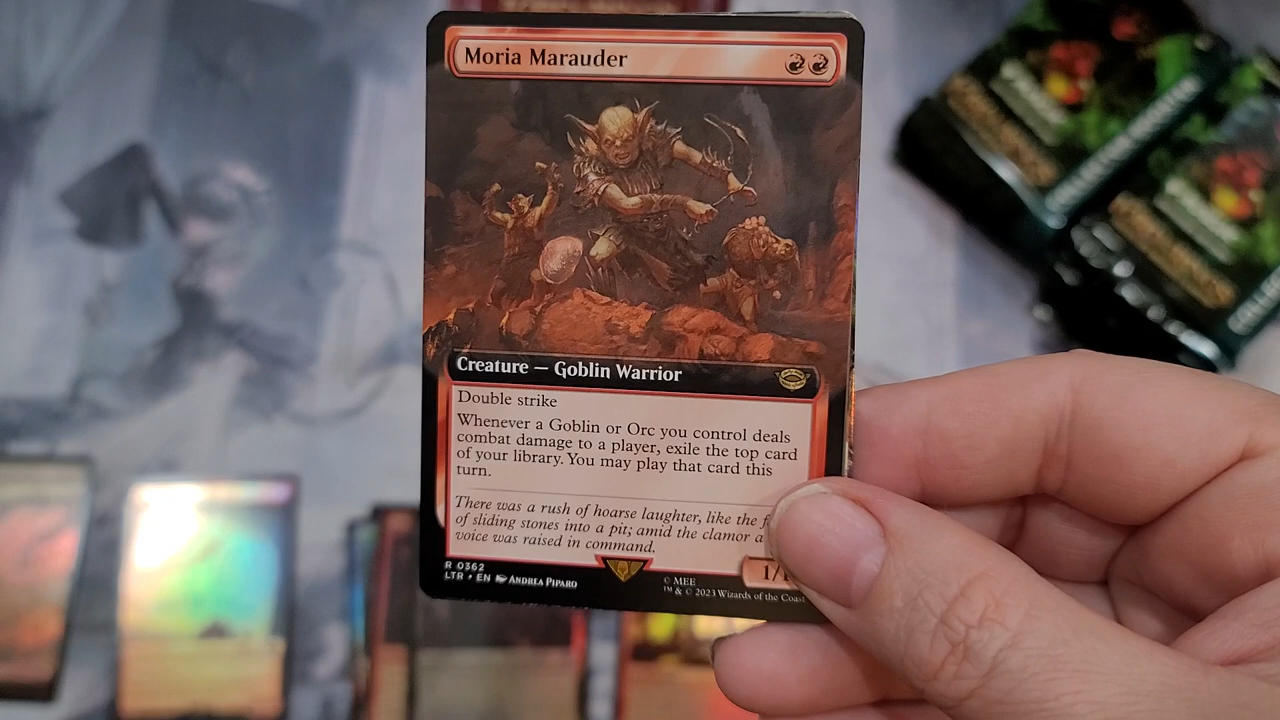 Moria Marauder
Creature — Goblin Warrior
Double strike
Whenever a Goblin or Orc you control deals
combat damage to a player, exile the top card
of your library. You may play that card this
turn.
There was a rush of hoarse laughter, like the
of sliding stones into a pit; amid the clamor a
voice was raised in command.
1/
R 0362
LTR • EN Andrea Piparo
© MEE
™ & © 2023 Wizards of the Coast